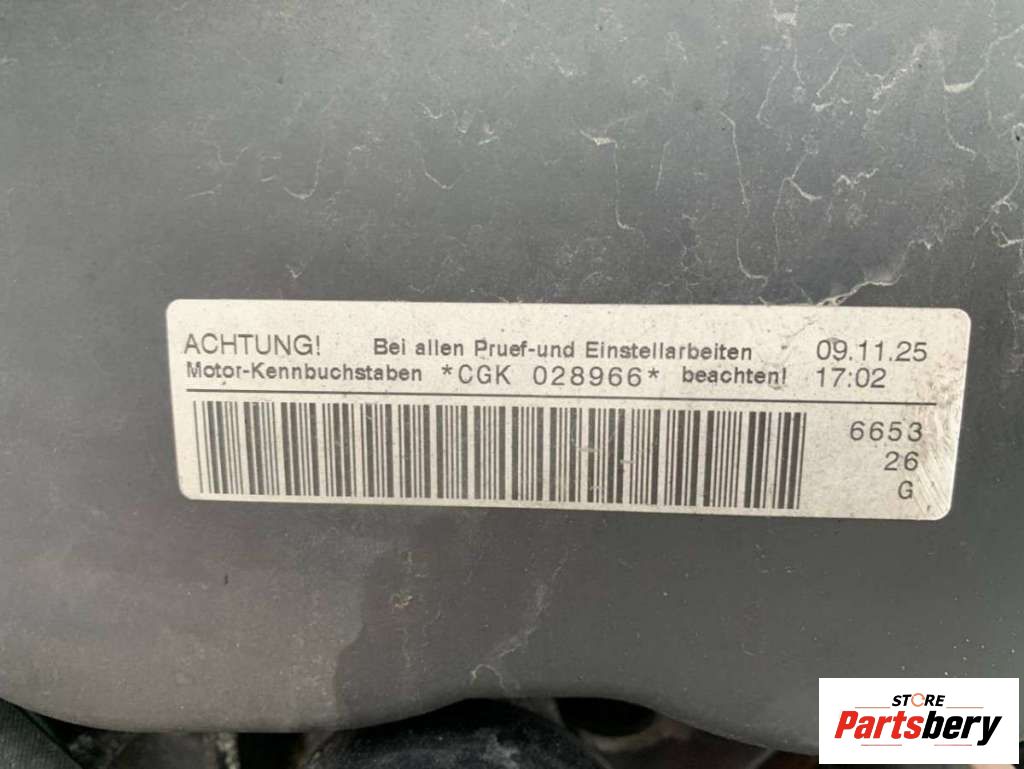 ACHTUNG! Bei allen Pruef-und Einstellarbeiten 09.11.25
Motor-Kennbuchstaben *CGK 028966* beachten! 17:02
6653
26
G
STORE
Partsbery